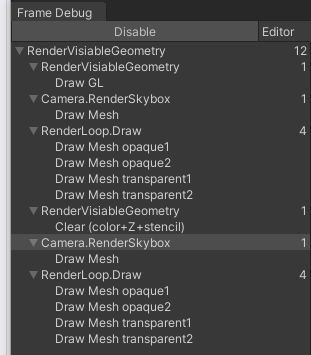 Frame Debug
Disable Editor
RenderVisiableGeometry 12
RenderVisiableGeometry 1
Draw GL
Camera.RenderSkybox 1
Draw Mesh
RenderLoop.Draw 4
Draw Mesh opaque1
Draw Mesh opaque2
Draw Mesh transparent1
Draw Mesh transparent2
RenderVisiableGeometry 1
Clear (color+Z+stencil)
Camera.RenderSkybox 1
Draw Mesh
RenderLoop.Draw 4
Draw Mesh opaque1
Draw Mesh opaque2
Draw Mesh transparent1
Draw Mesh transparent2